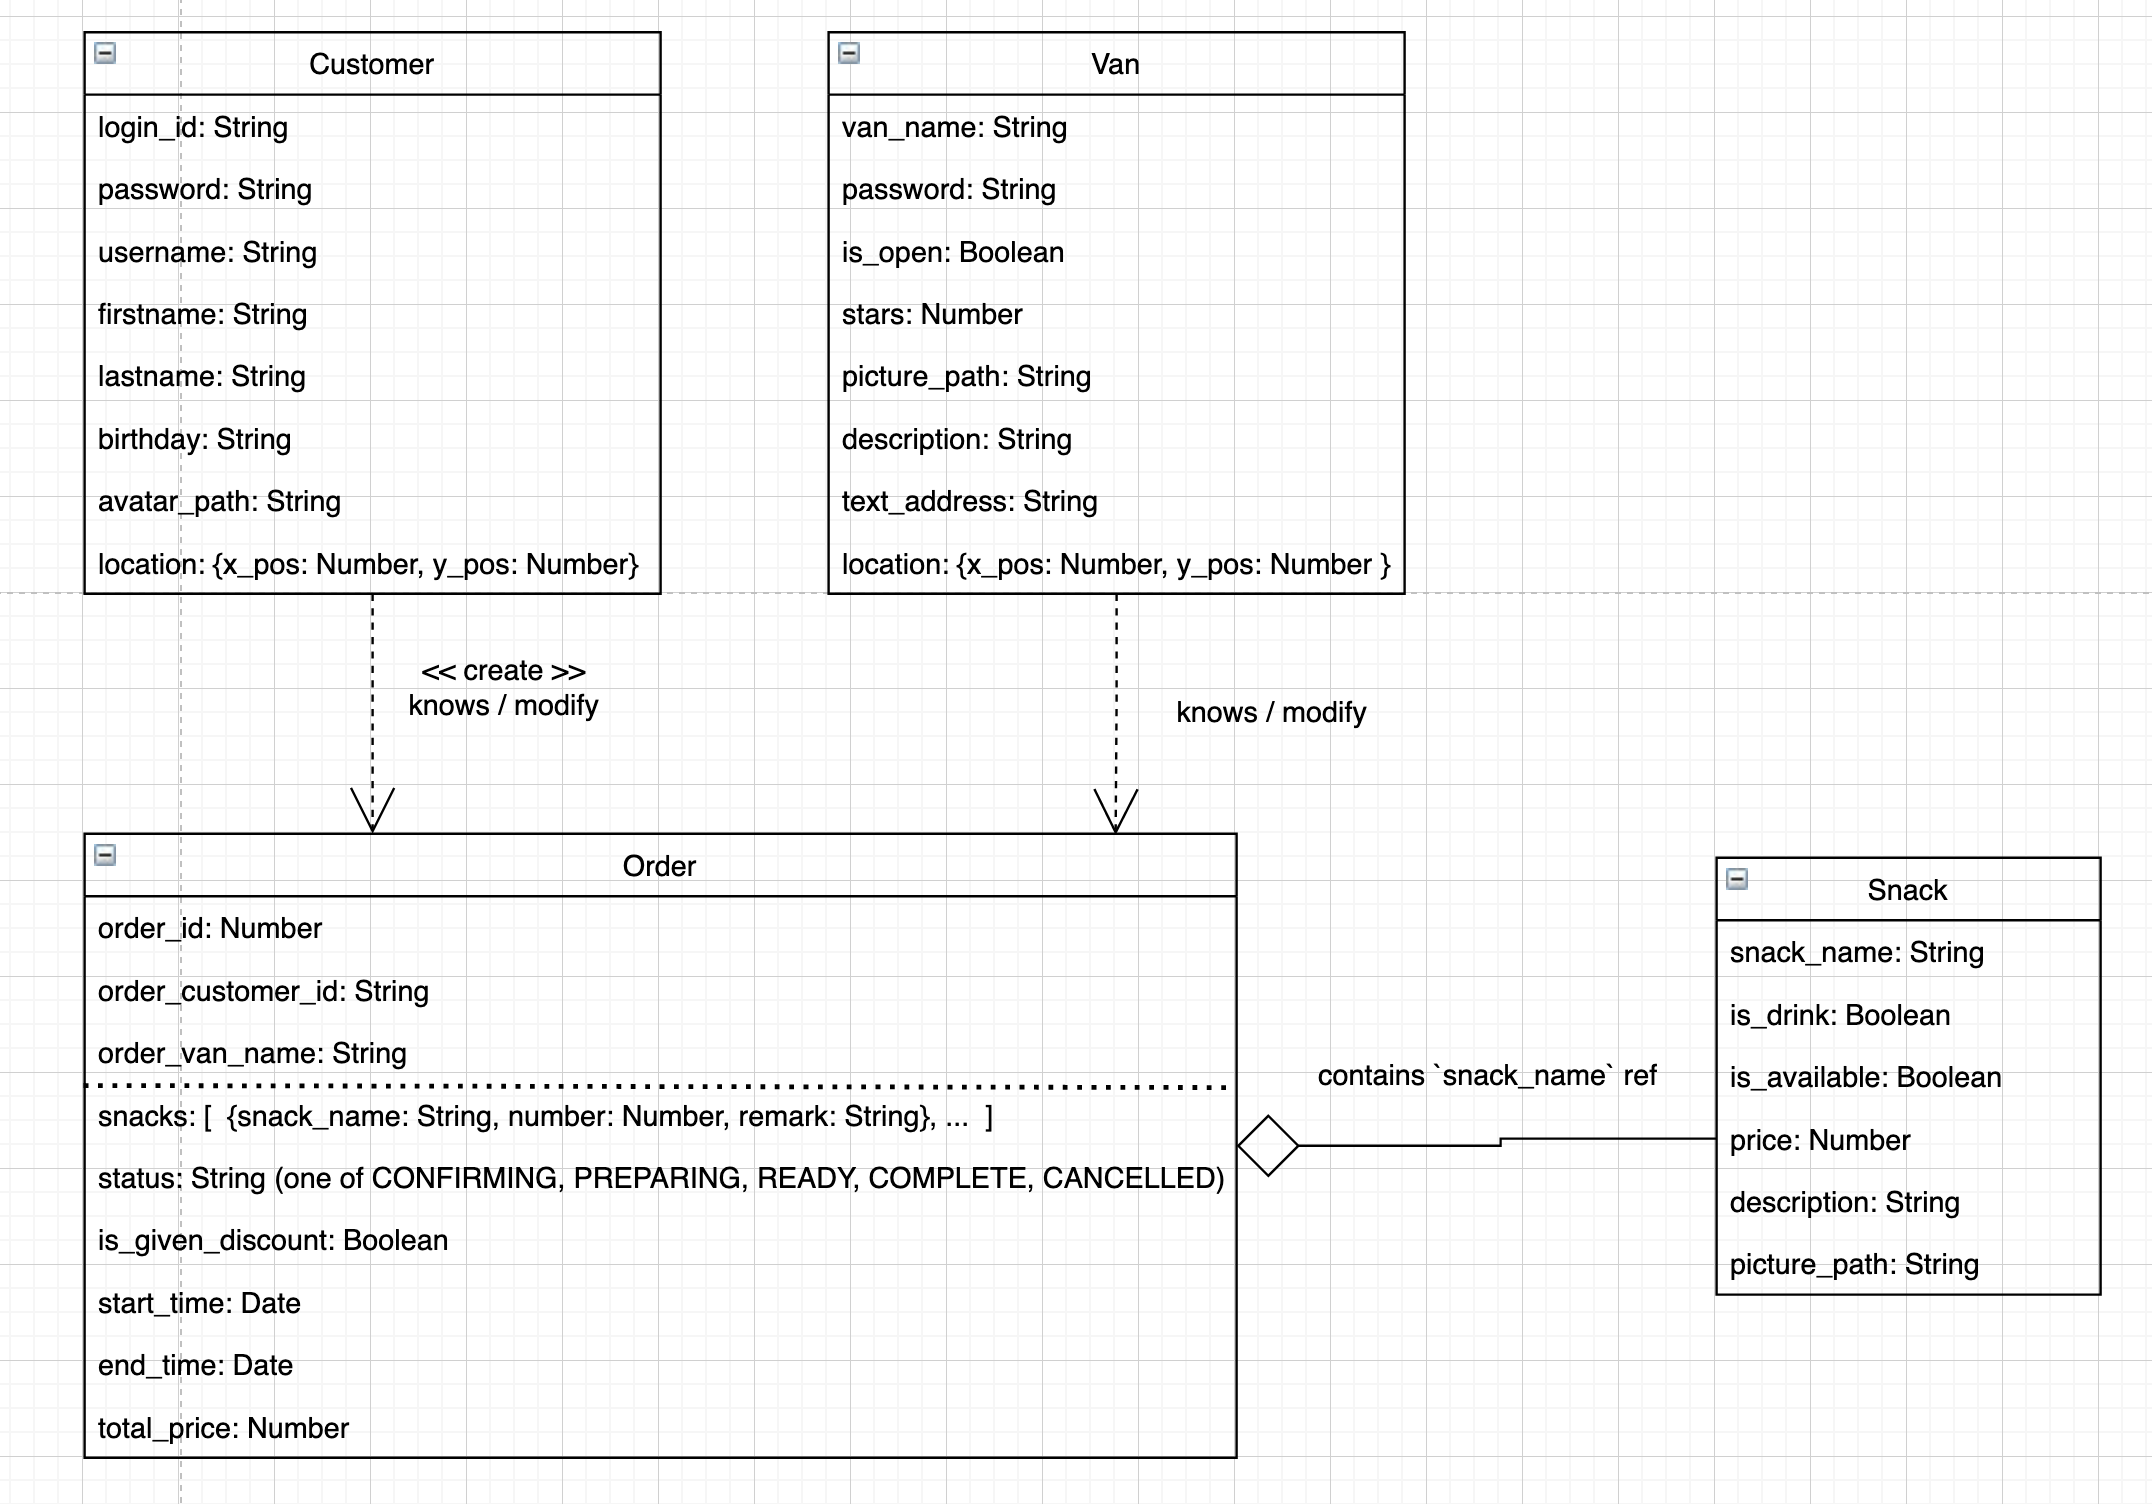 Customer
login_id: String
password: String
username: String
firstname: String
lastname: String
birthday: String
avatar_path: String
location: {x_pos: Number, y_pos: Number}
Van
van_name: String
password: String
is_open: Boolean
stars: Number
picture_path: String
description: String
text_address: String
location: {x_pos: Number, y_pos: Number }
<< create >>
knows / modify
knows / modify
Order
order_id: Number
order_customer_id: String
order_van_name: String
snacks: [  {snack_name: String, number: Number, remark: String}, ...  ]
status: String (one of CONFIRMING, PREPARING, READY, COMPLETE, CANCELLED)
is_given_discount: Boolean
start_time: Date
end_time: Date
total_price: Number
contains `snack_name` ref
Snack
snack_name: String
is_drink: Boolean
is_available: Boolean
price: Number
description: String
picture_path: String